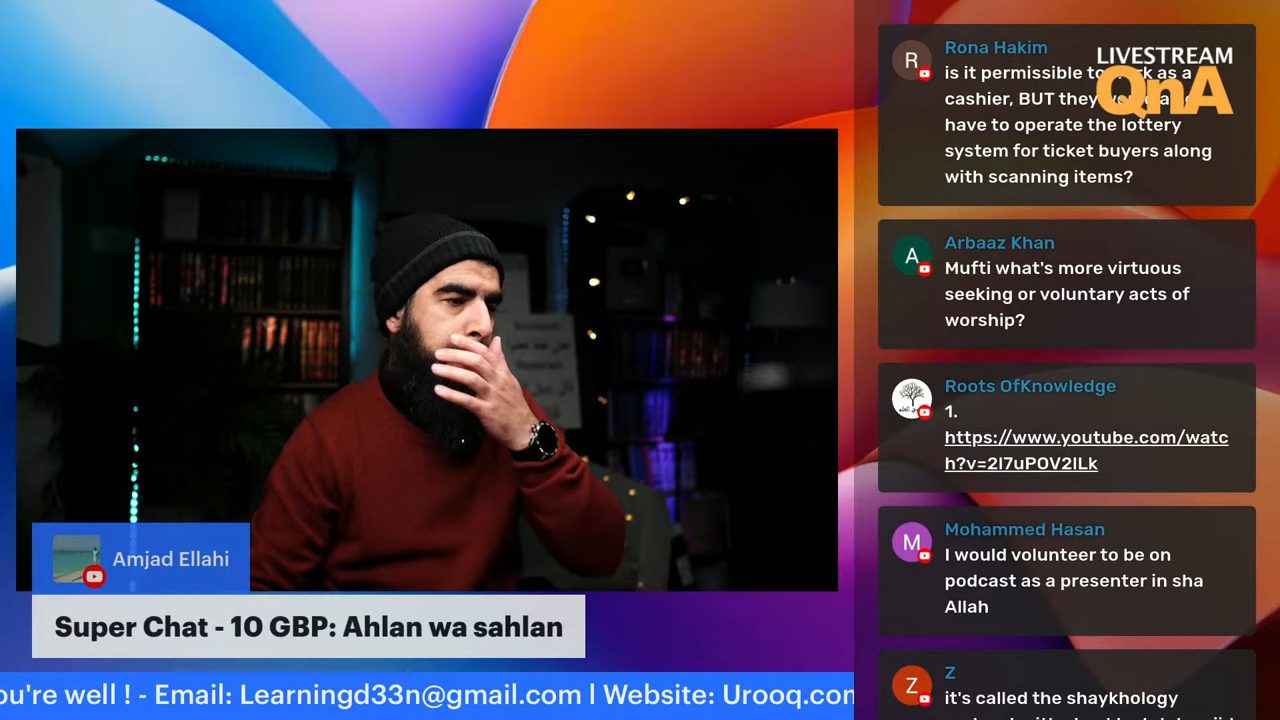 Rona Hakim
is it permissible to work as a
cashier, BUT they
have to operate the lottery
system for ticket buyers along
with scanning items?
LIVESTREAM
QnA
Arbaaz Khan
Mufti what's more virtuous
seeking or voluntary acts of
worship?
Roots OfKnowledge
1.
https://www.youtube.com/watc
h?v=2I7uPOV2ILk
Mohammed Hasan
I would volunteer to be on
podcast as a presenter in sha
Allah
Z
it's called the shaykhology
Amjad Ellahi
Super Chat - 10 GBP: Ahlan wa sahlan
ou're well ! - Email: Learningd33n@gmail.com l Website: Urooq.com